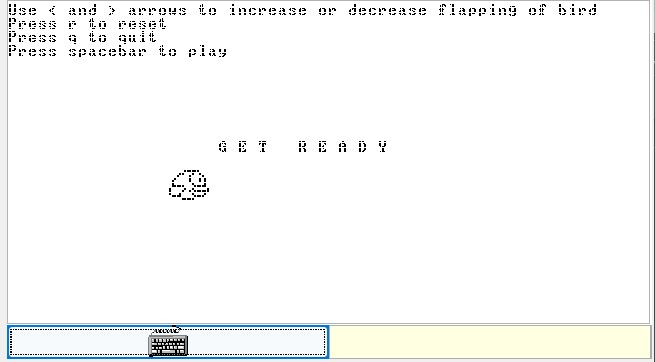 Use < and > arrows to increase or decrease flapping of bird
Press r to reset
Press q to quit
Press spacebar to play
G E T  R E A D Y